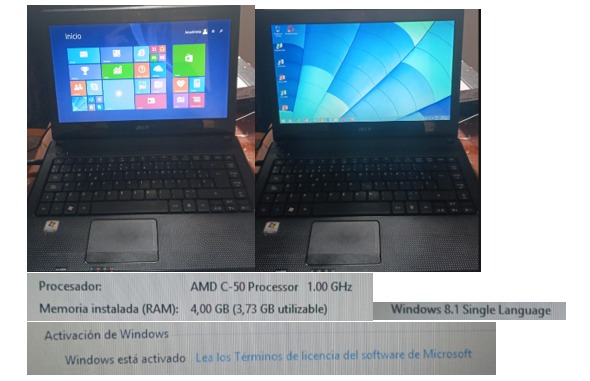 Inicio
acer
acer
Procesador: AMD C-50 Processor 1.00 GHz
Memoria instalada (RAM): 4,00 GB (3,73 GB utilizable)
Windows 8.1 Single Language
Activación de Windows
Windows está activado Lea los Términos de licencia del software de Microsoft